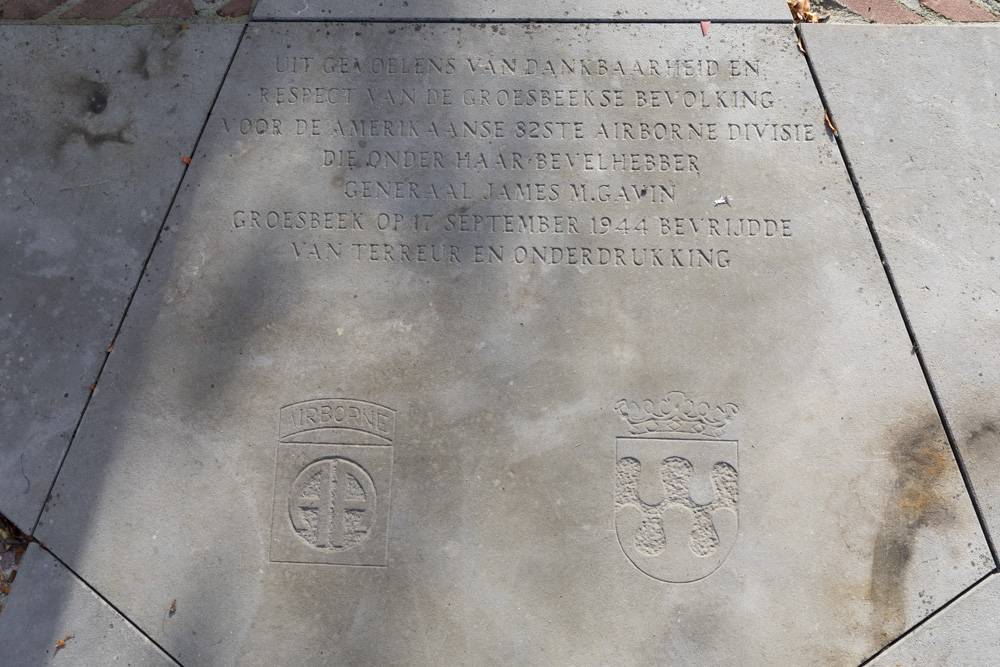 UIT GEVOELENS VAN DANKBAARHEID EN
RESPECT VAN DE GROESBEEKSE BEVOLKING
VOOR DE AMERIKAANSE 82STE AIRBORNE DIVISIE
DIE ONDER HAAR BEVELHEBBER
GENERAAL JAMES M. GAVIN
GROESBEEK OP 17 SEPTEMBER 1944 BEVRIJDDE
VAN TERREUR EN ONDERDRUKKING
AIRBORNE